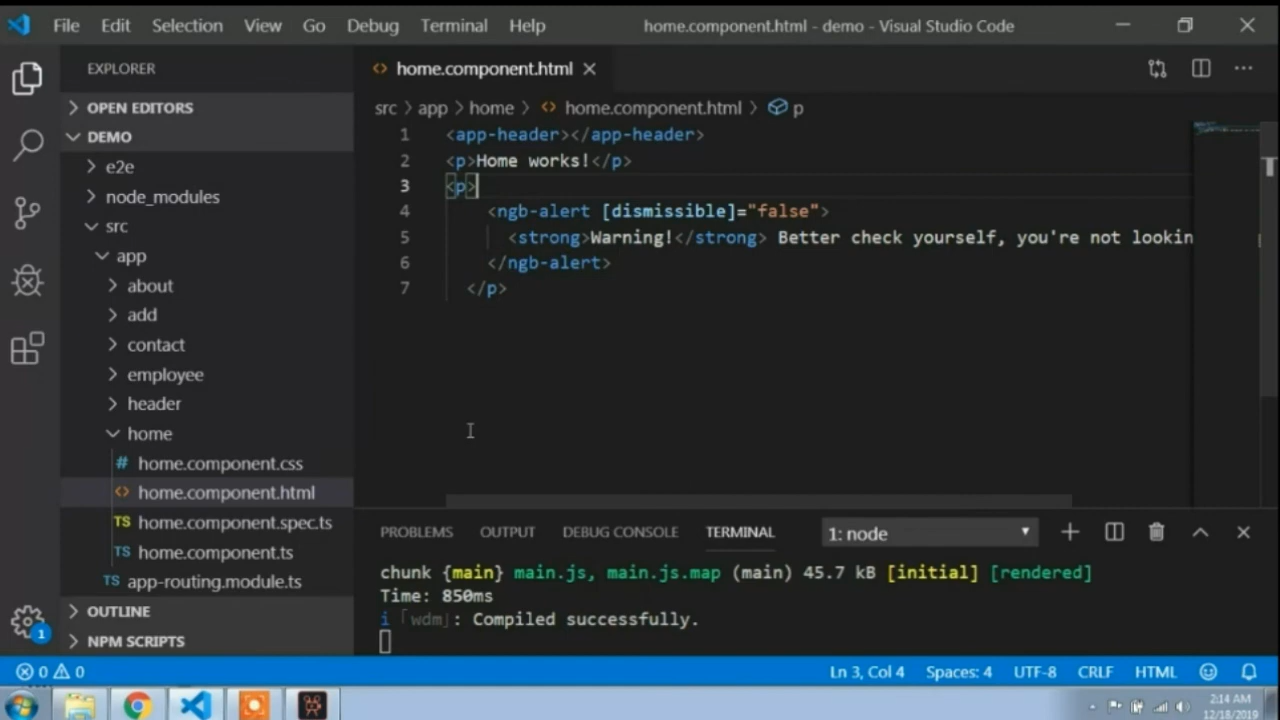 File Edit Selection View Go Debug Terminal Help home.component.html - demo - Visual Studio Code
EXPLORER
OPEN EDITORS
DEMO
e2e
node_modules
src
app
about
add
contact
employee
header
home
# home.component.css
<> home.component.html
TS home.component.spec.ts
TS home.component.ts
TS app-routing.module.ts
OUTLINE
NPM SCRIPTS
1
<> home.component.html
src > app > home > <> home.component.html > p
1 <app-header></app-header>
2 <p>Home works!</p>
3 <p>
4 <ngb-alert [dismissible]="false">
5 <strong>Warning!</strong> Better check yourself, you're not lookin
6 </ngb-alert>
7 </p>
PROBLEMS OUTPUT DEBUG CONSOLE TERMINAL 1: node
chunk {main} main.js, main.js.map (main) 45.7 kB [initial] [rendered]
Time: 850ms
i ｢wdm｣: Compiled successfully.
0 0 Ln 3, Col 4 Spaces: 4 UTF-8 CRLF HTML
2:14 AM
12/18/2019